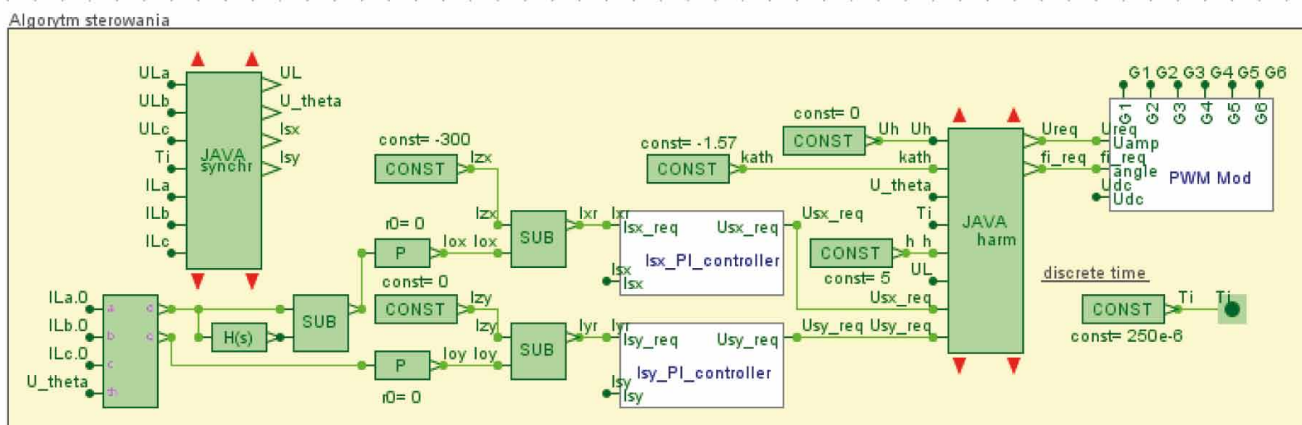 Algorytm sterowania
ULa
ULb
ULc
Ti
ILa
ILb
ILc
JAVA
synchr
UL
U_theta
Isx
Isy
ILa.0
ILb.0
ILc.0
U_theta
a
b
c
th
H(s)
SUB
const= -300
CONST
Izx
Izx
r0= 0
P
Iox Iox
SUB
Ixr Ixr
const= 0
CONST
Izy
Izy
P
r0= 0
Ioy Ioy
SUB
Iyr Iyr
Isx_req Usx_req
Isx_PI_controller
Isx
Isx
Isy_req Usy_req
Isy_PI_controller
Isy
Isy
const= -1.57
CONST
kath
const= 0
CONST
Uh Uh
kath
U_theta
Ti
CONST
const= 5
h h
UL
Usx_req
Usx_req
Usy_req Usy_req
JAVA
harm
Ureq Ureq
fi_req fi_req
G1 G2 G3 G4 G5 G6
G1 G2 G3 G4 G5 G6
Uamp
angle
Udc
Udc
PWM Mod
discrete time
CONST
const= 250e-6
Ti Ti